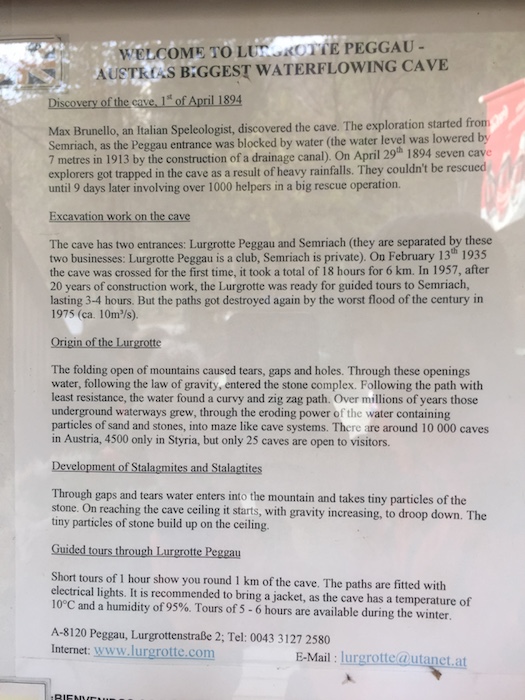 WELCOME TO LURGROTTE PEGGAU -
AUSTRIAS BIGGEST WATERFLOWING CAVE
Discovery of the cave, 1st of April 1894
Max Brunello, an Italian Speleologist, discovered the cave. The exploration started from
Semriach, as the Peggau entrance was blocked by water (the water level was lowered by
7 metres in 1913 by the construction of a drainage canal). On April 29th 1894 seven cave
explorers got trapped in the cave as a result of heavy rainfalls. They couldn't be rescued
until 9 days later involving over 1000 helpers in a big rescue operation.
Excavation work on the cave
The cave has two entrances: Lurgrotte Peggau and Semriach (they are separated by these
two businesses: Lurgrotte Peggau is a club, Semriach is private). On February 13th 1935
the cave was crossed for the first time, it took a total of 18 hours for 6 km. In 1957, after
20 years of construction work, the Lurgrotte was ready for guided tours to Semriach,
lasting 3-4 hours. But the paths got destroyed again by the worst flood of the century in
1975 (ca. 10m³/s).
Origin of the Lurgrotte
The folding open of mountains caused tears, gaps and holes. Through these openings
water, following the law of gravity, entered the stone complex. Following the path with
least resistance, the water found a curvy and zig zag path. Over millions of years those
underground waterways grew, through the eroding power of the water containing
particles of sand and stones, into maze like cave systems. There are around 10 000 caves
in Austria, 4500 only in Styria, but only 25 caves are open to visitors.
Development of Stalagmites and Stalagtites
Through gaps and tears water enters into the mountain and takes tiny particles of the
stone. On reaching the cave ceiling it starts, with gravity increasing, to droop down. The
tiny particles of stone build up on the ceiling.
Guided tours through Lurgrotte Peggau
Short tours of 1 hour show you round 1 km of the cave. The paths are fitted with
electrical lights. It is recommended to bring a jacket, as the cave has a temperature of
10°C and a humidity of 95%. Tours of 5 - 6 hours are available during the winter.
A-8120 Peggau, Lurgrottenstraße 2; Tel: 0043 3127 2580
Internet: www.lurgrotte.com
E-Mail : lurgrotte@utanet.at